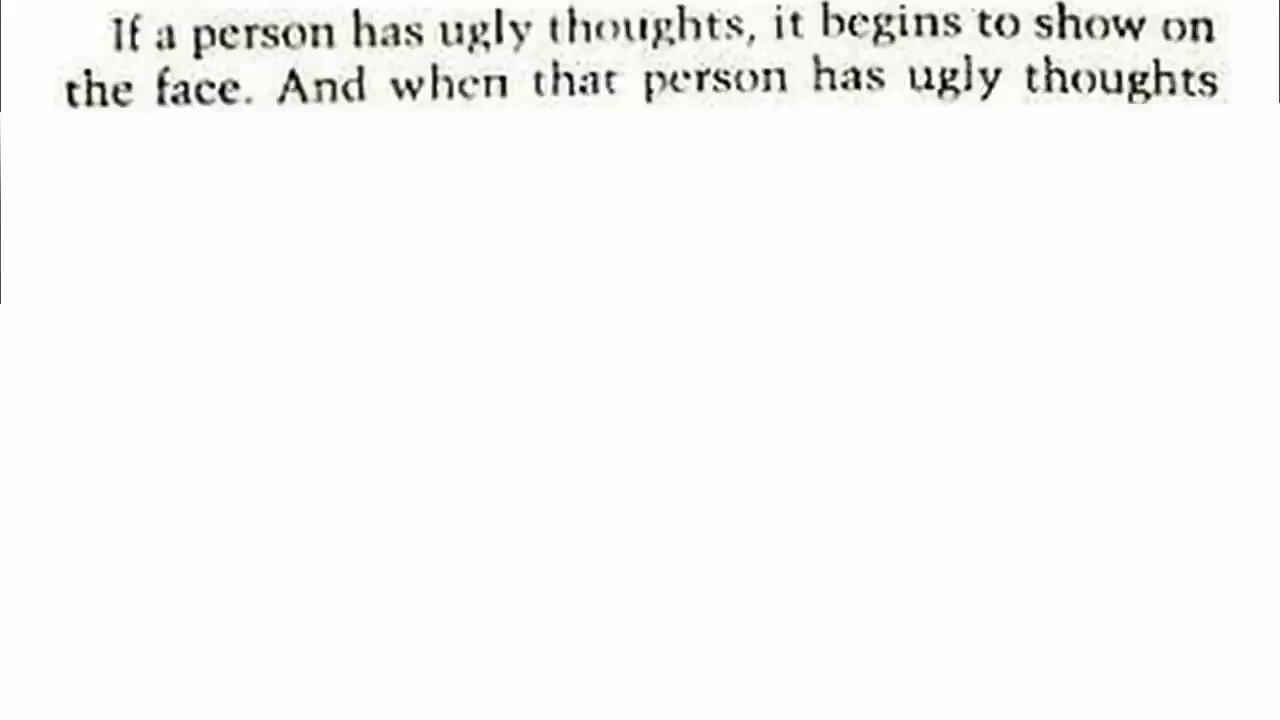 If a person has ugly thoughts, it begins to show on
the face. And when that person has ugly thoughts